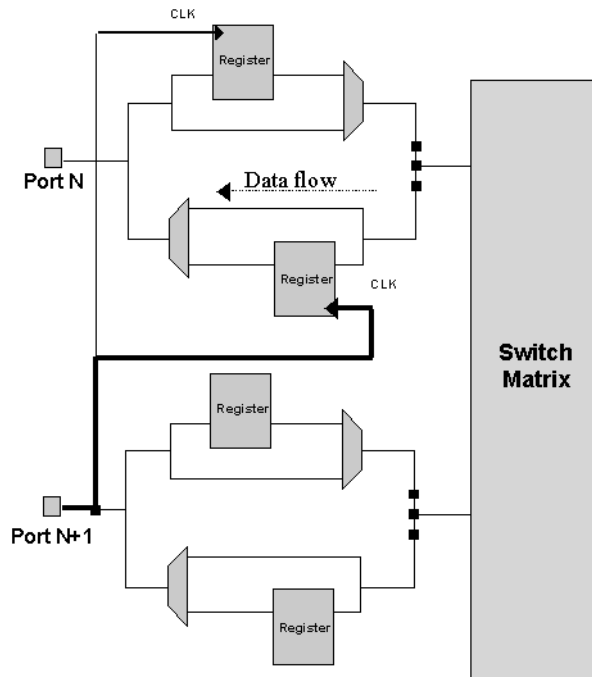 CLK
Register
Port N
Data flow
Register
CLK
Switch
Matrix
Register
Port N+1
Register